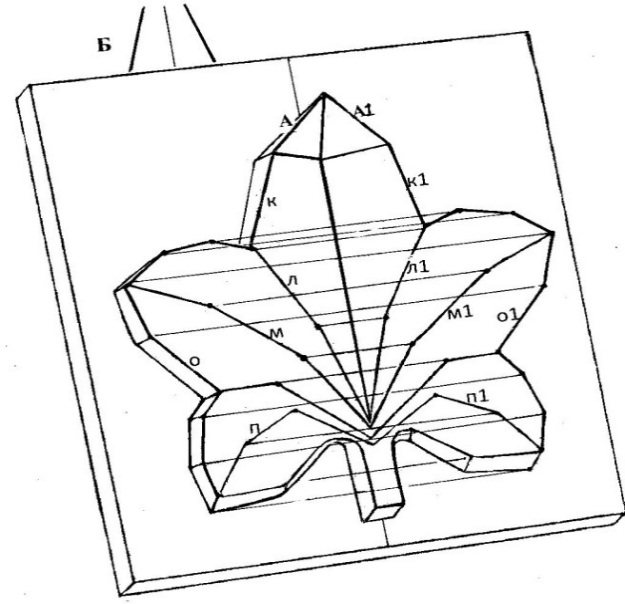 Б
А А1
к к1
л л1
м м1
о о1
п п1